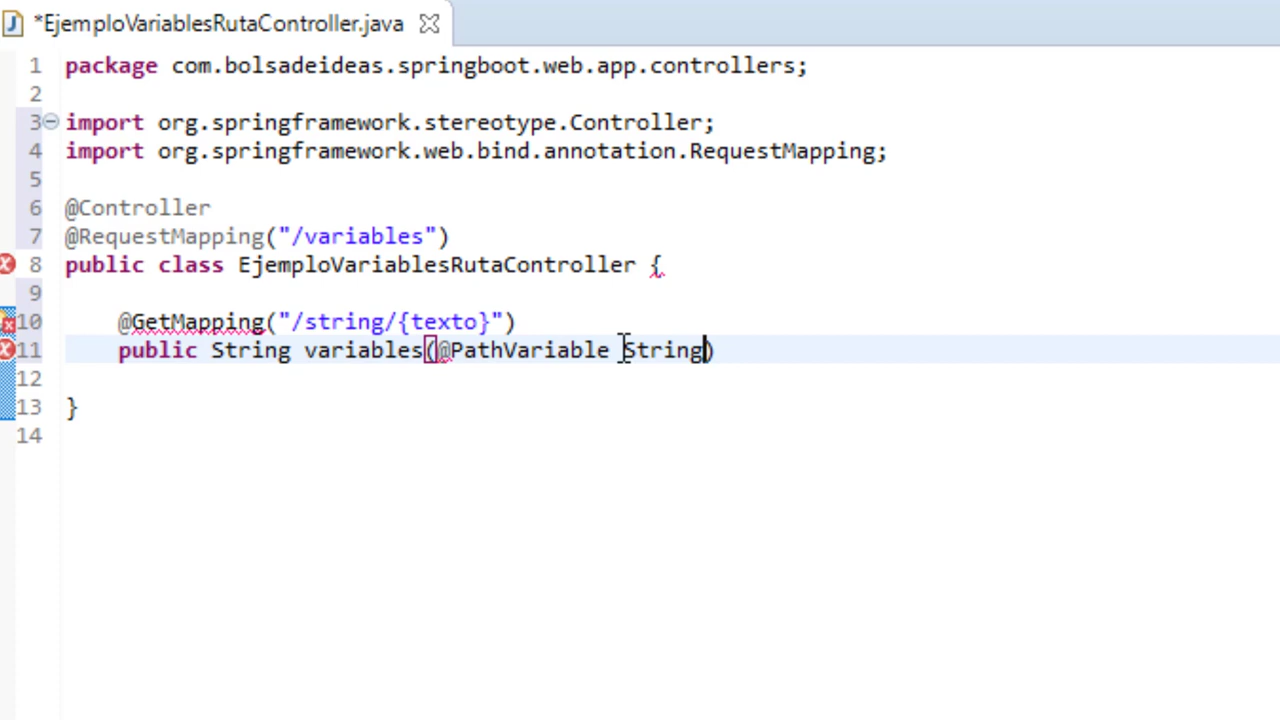 *EjemploVariablesRutaController.java
1 package com.bolsadeideas.springboot.web.app.controllers;
2
3 import org.springframework.stereotype.Controller;
4 import org.springframework.web.bind.annotation.RequestMapping;
5
6 @Controller
7 @RequestMapping("/variables")
8 public class EjemploVariablesRutaController {
9
10 @GetMapping("/string/{texto}")
11 public String variables(@PathVariable String)
12
13 }
14